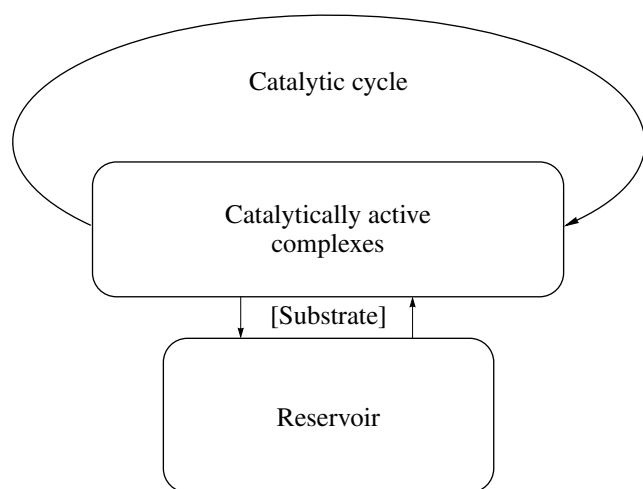 Catalytic cycle
Catalytically active
complexes
[Substrate]
Reservoir